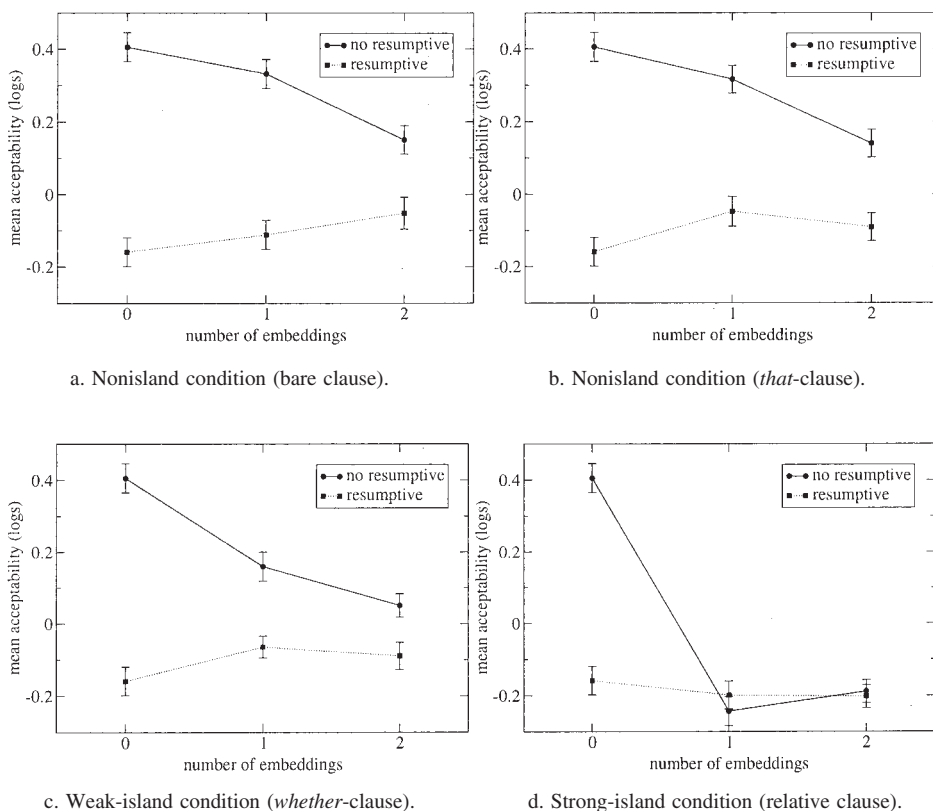 0.4
0.2
0
-0.2
mean acceptability (logs)
no resumptive
resumptive
0 1 2
number of embeddings
a. Nonisland condition (bare clause).
0.4
0.2
0
-0.2
mean acceptability (logs)
no resumptive
resumptive
0 1 2
number of embeddings
b. Nonisland condition (that-clause).
0.4
0.2
0
-0.2
mean acceptability (logs)
no resumptive
resumptive
0 1 2
number of embeddings
c. Weak-island condition (whether-clause).
0.4
0.2
0
-0.2
mean acceptability (logs)
no resumptive
resumptive
0 1 2
number of embeddings
d. Strong-island condition (relative clause).